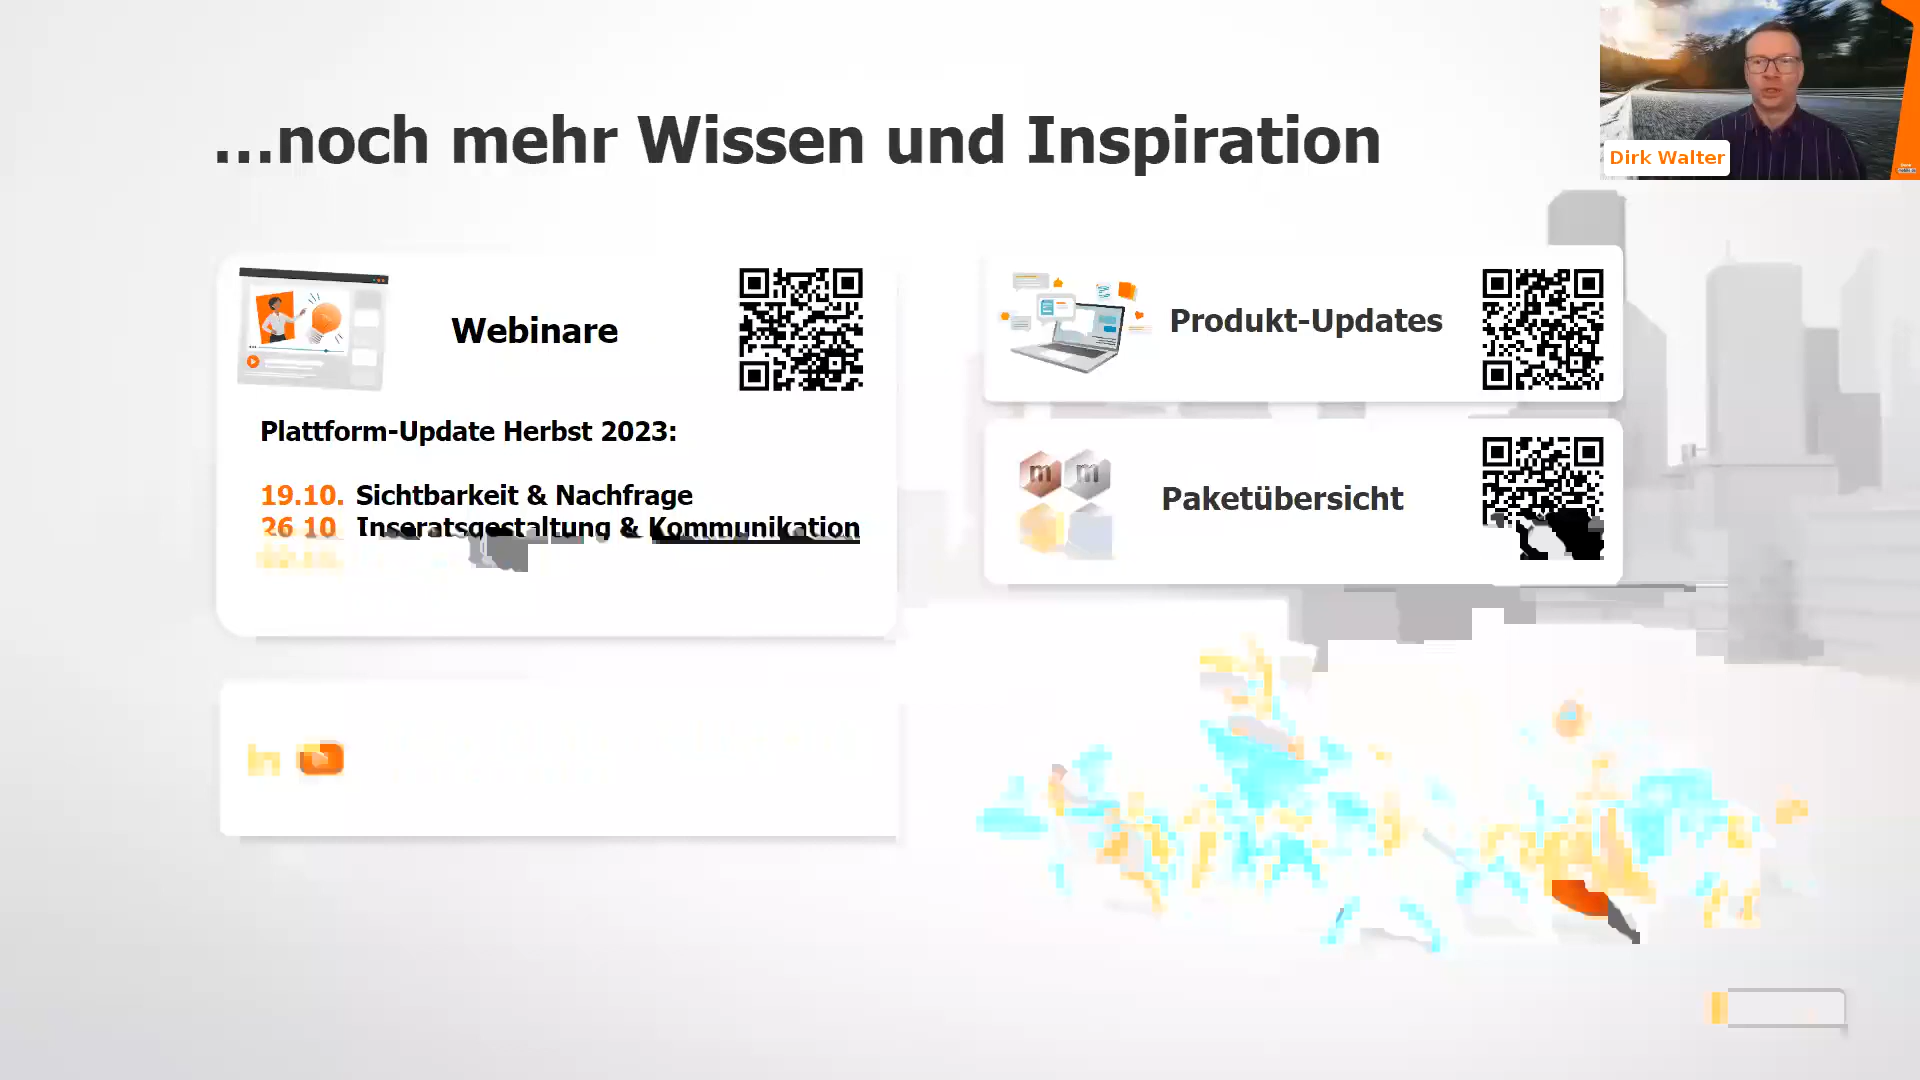 ...noch mehr Wissen und Inspiration
Dirk Walter
Webinare
Plattform-Update Herbst 2023:
19.10. Sichtbarkeit & Nachfrage
26.10. Inseratsgestaltung & Kommunikation
Produkt-Updates
m m
Paketübersicht
in